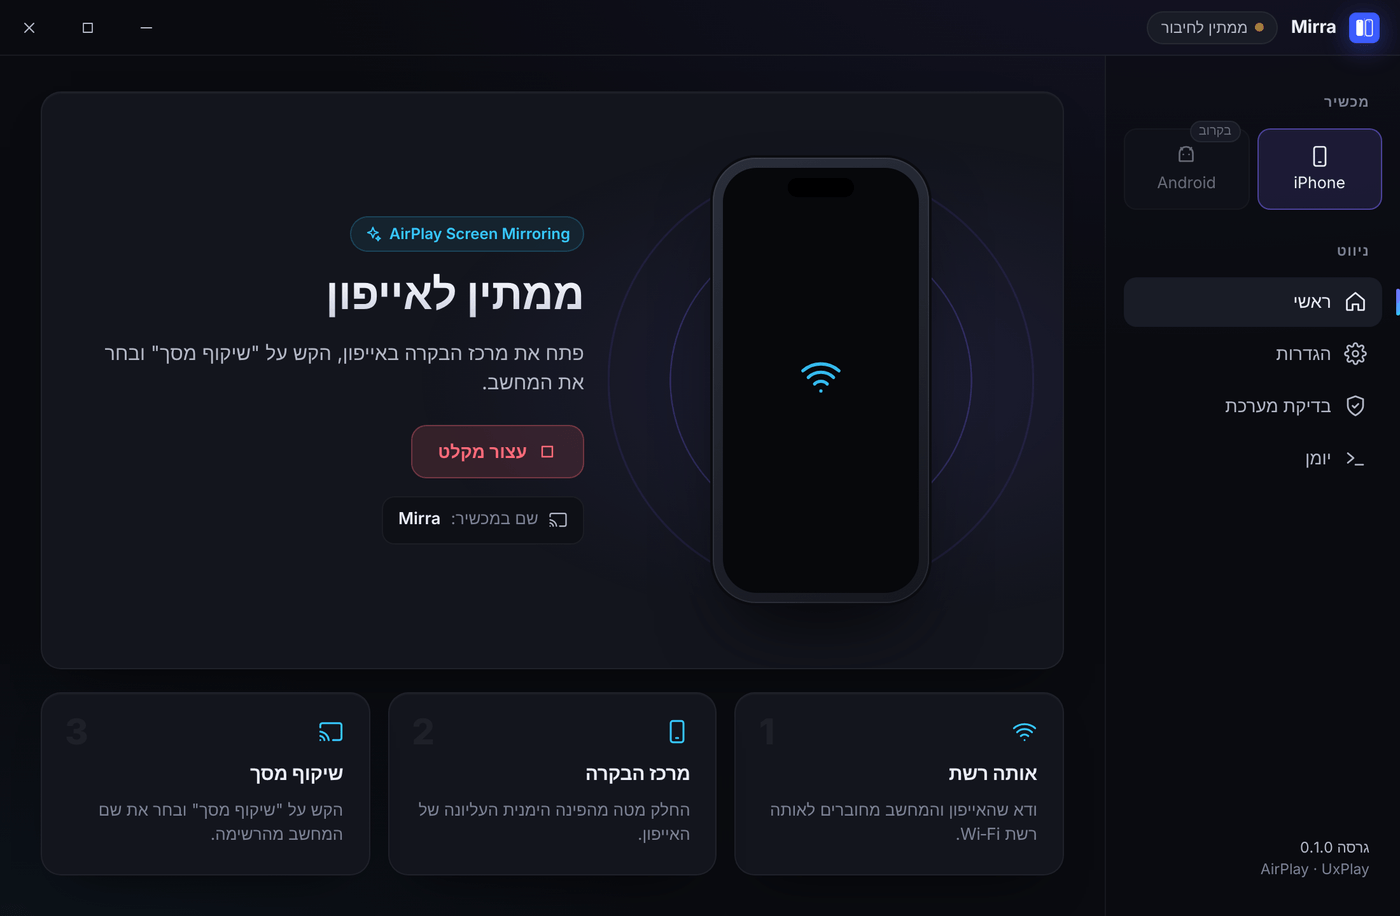 Mirra
ממתין לחיבור
מכשיר
iPhone
Android
בקרוב
ניווט
ראשי
הגדרות
בדיקת מערכת
יומן
גרסה 0.1.0
AirPlay · UxPlay
AirPlay Screen Mirroring
ממתין לאייפון
פתח את מרכז הבקרה באייפון, הקש על "שיקוף מסך" ובחר
את המחשב.
עצור מקלט
שם במכשיר: Mirra
1
אותה רשת
ודא שהאייפון והמחשב מחוברים לאותה
רשת Wi-Fi.
2
מרכז הבקרה
החלק מטה מהפינה הימנית העליונה של
האייפון.
3
שיקוף מסך
הקש על "שיקוף מסך" ובחר את שם
המחשב מהרשימה.